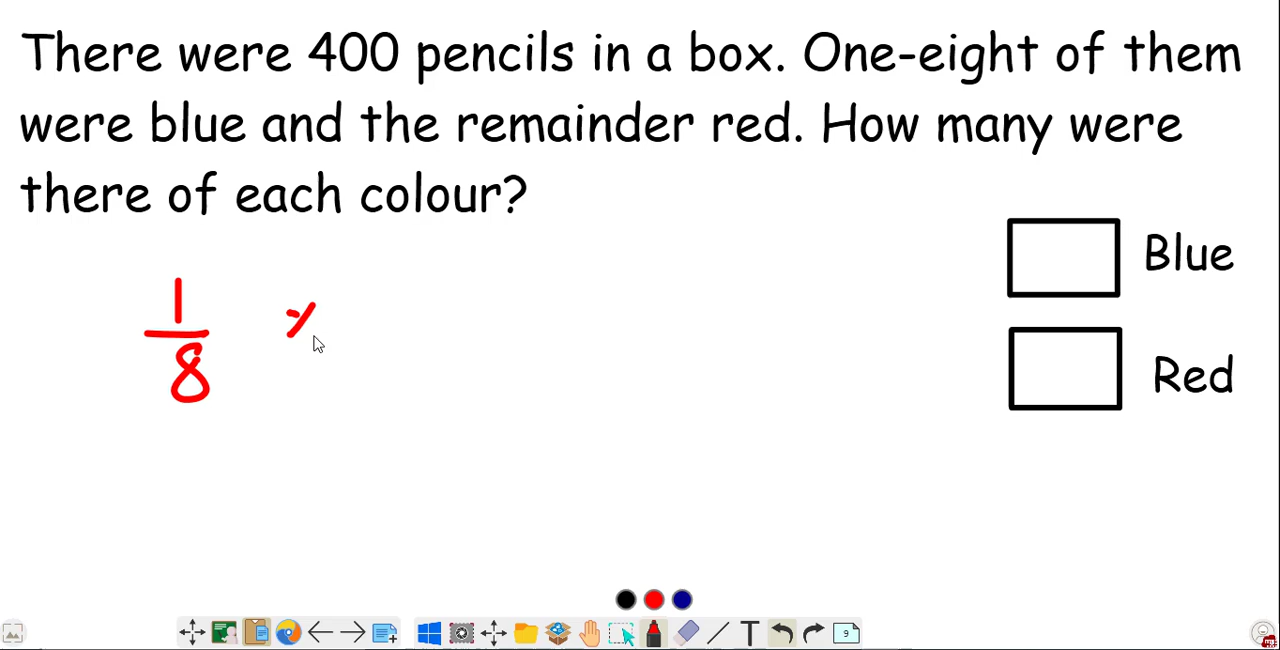 There were 400 pencils in a box. One-eight of them
were blue and the remainder red. How many were
there of each colour?
Blue
1
8
Red
9